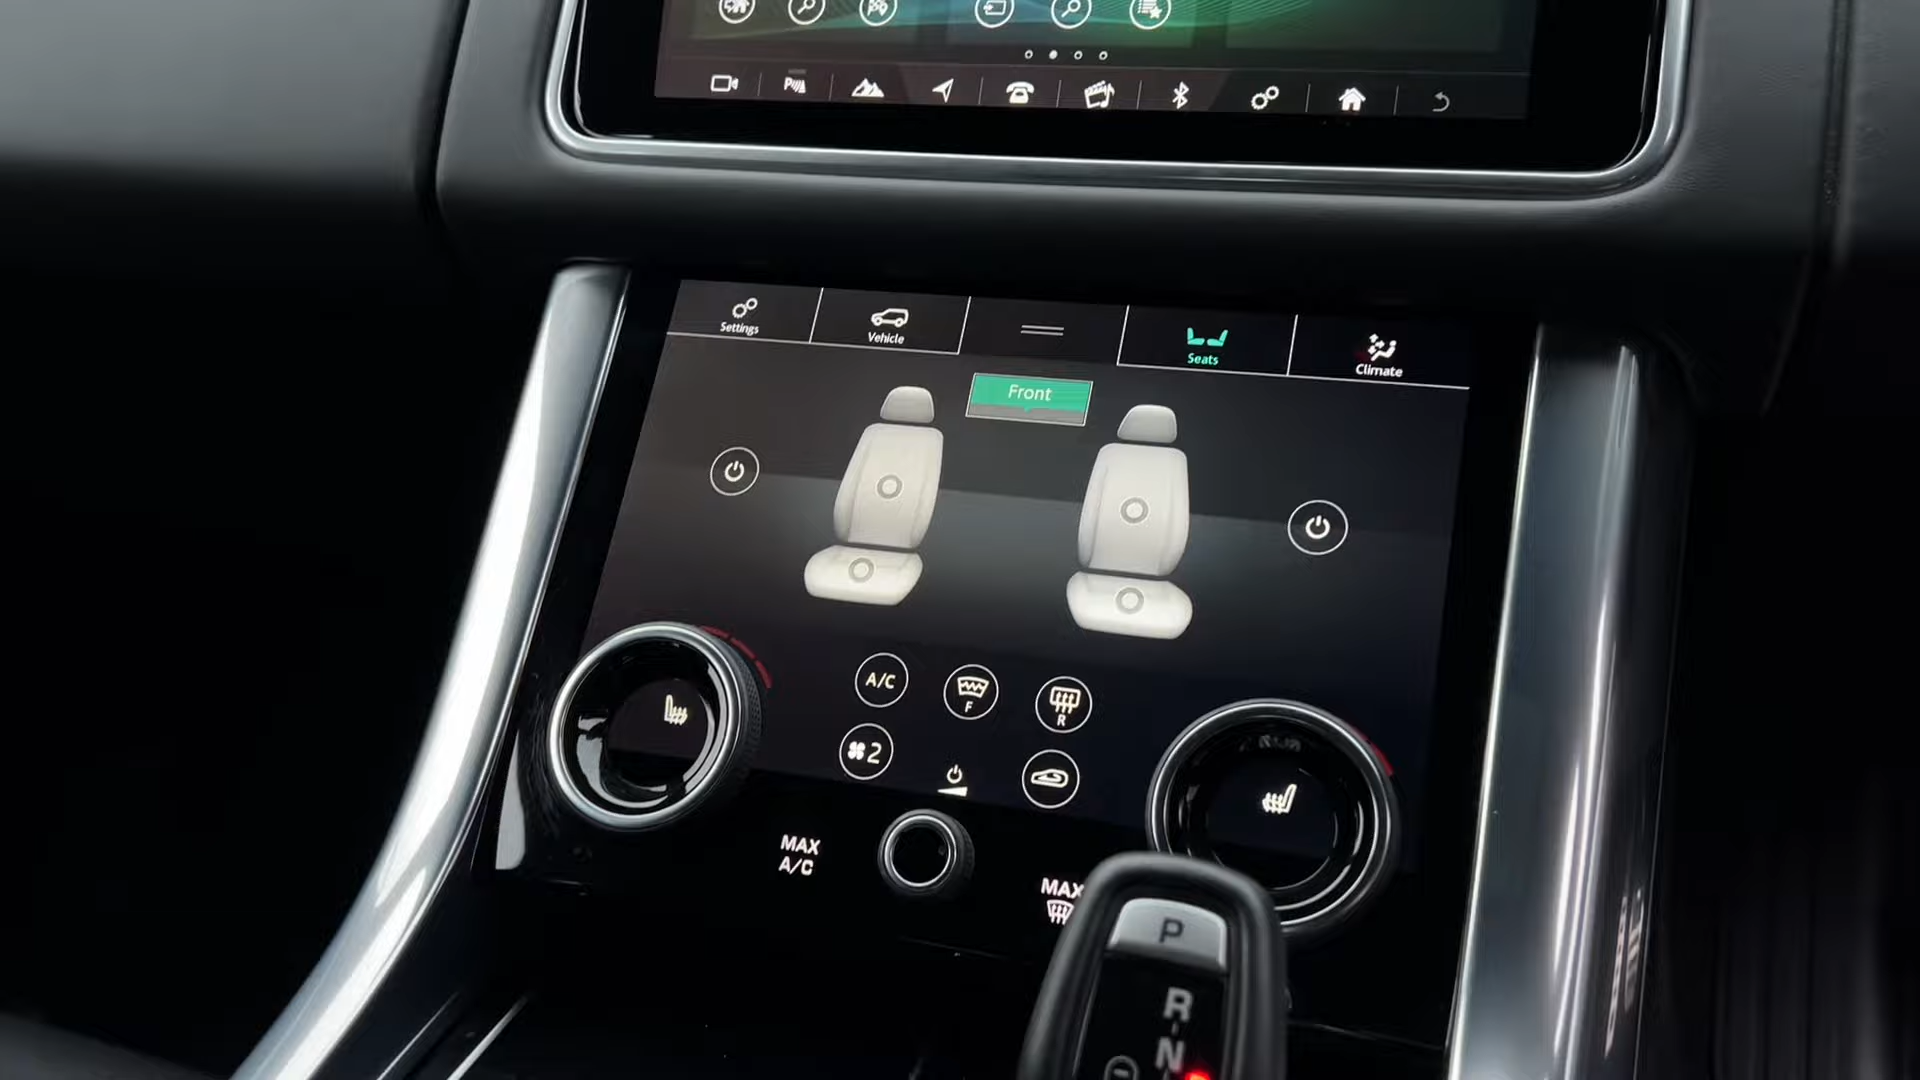 Settings
Vehicle
Seats
Climate
Front
A/C
F
R
2
MAX
A/C
MAX
P
R
N